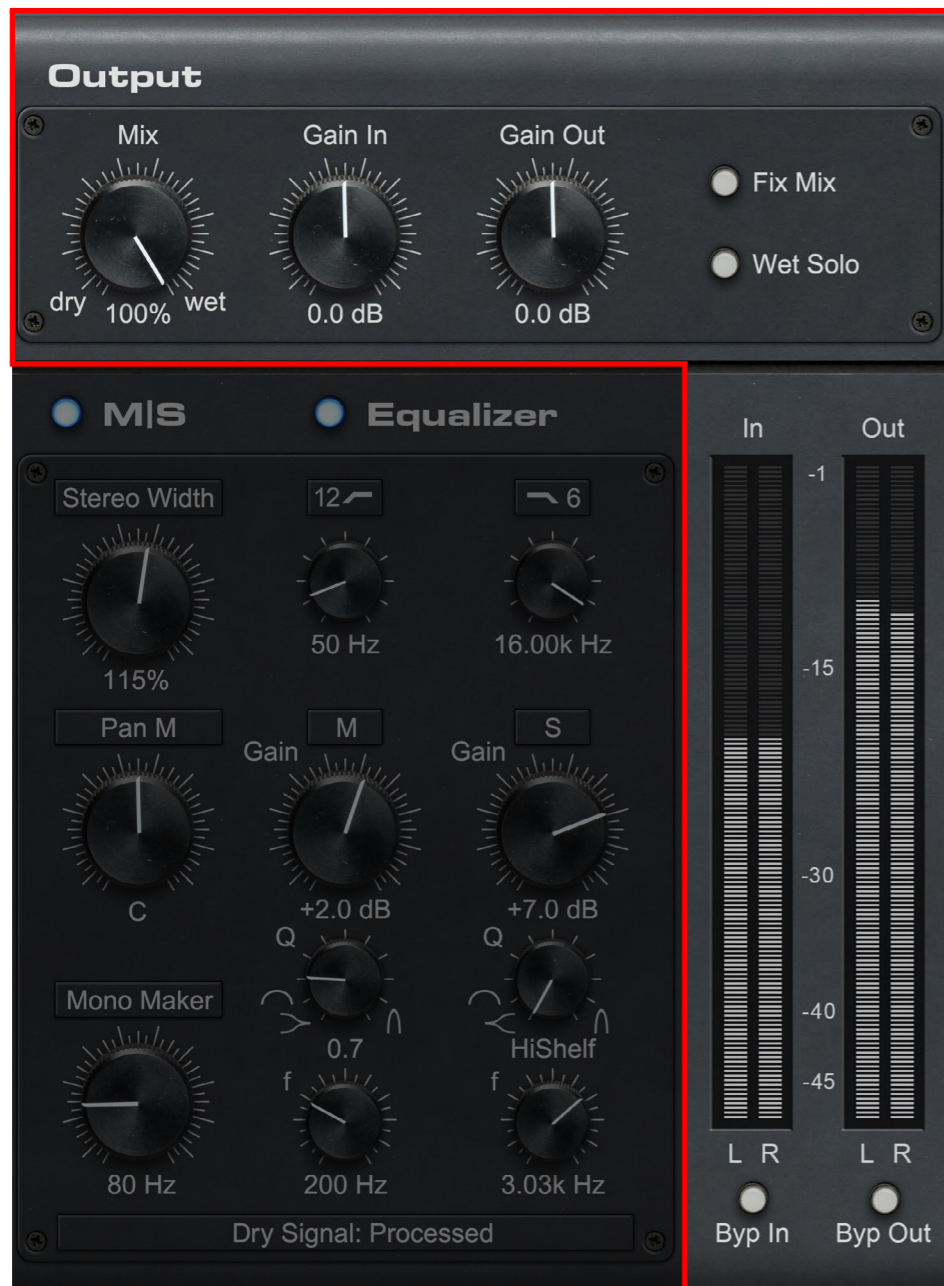 Output
Mix
Gain In
Gain Out
Fix Mix
Wet Solo
dry
100%
wet
0.0 dB
0.0 dB
M|S
Equalizer
In
Out
Stereo Width
12
6
-1
115%
50 Hz
16.00k Hz
-15
Pan M
M
S
Gain
Gain
-30
C
+2.0 dB
+7.0 dB
Q
Q
Mono Maker
-40
0.7
HiShelf
f
f
-45
80 Hz
200 Hz
3.03k Hz
L R
L R
Dry Signal: Processed
Byp In
Byp Out